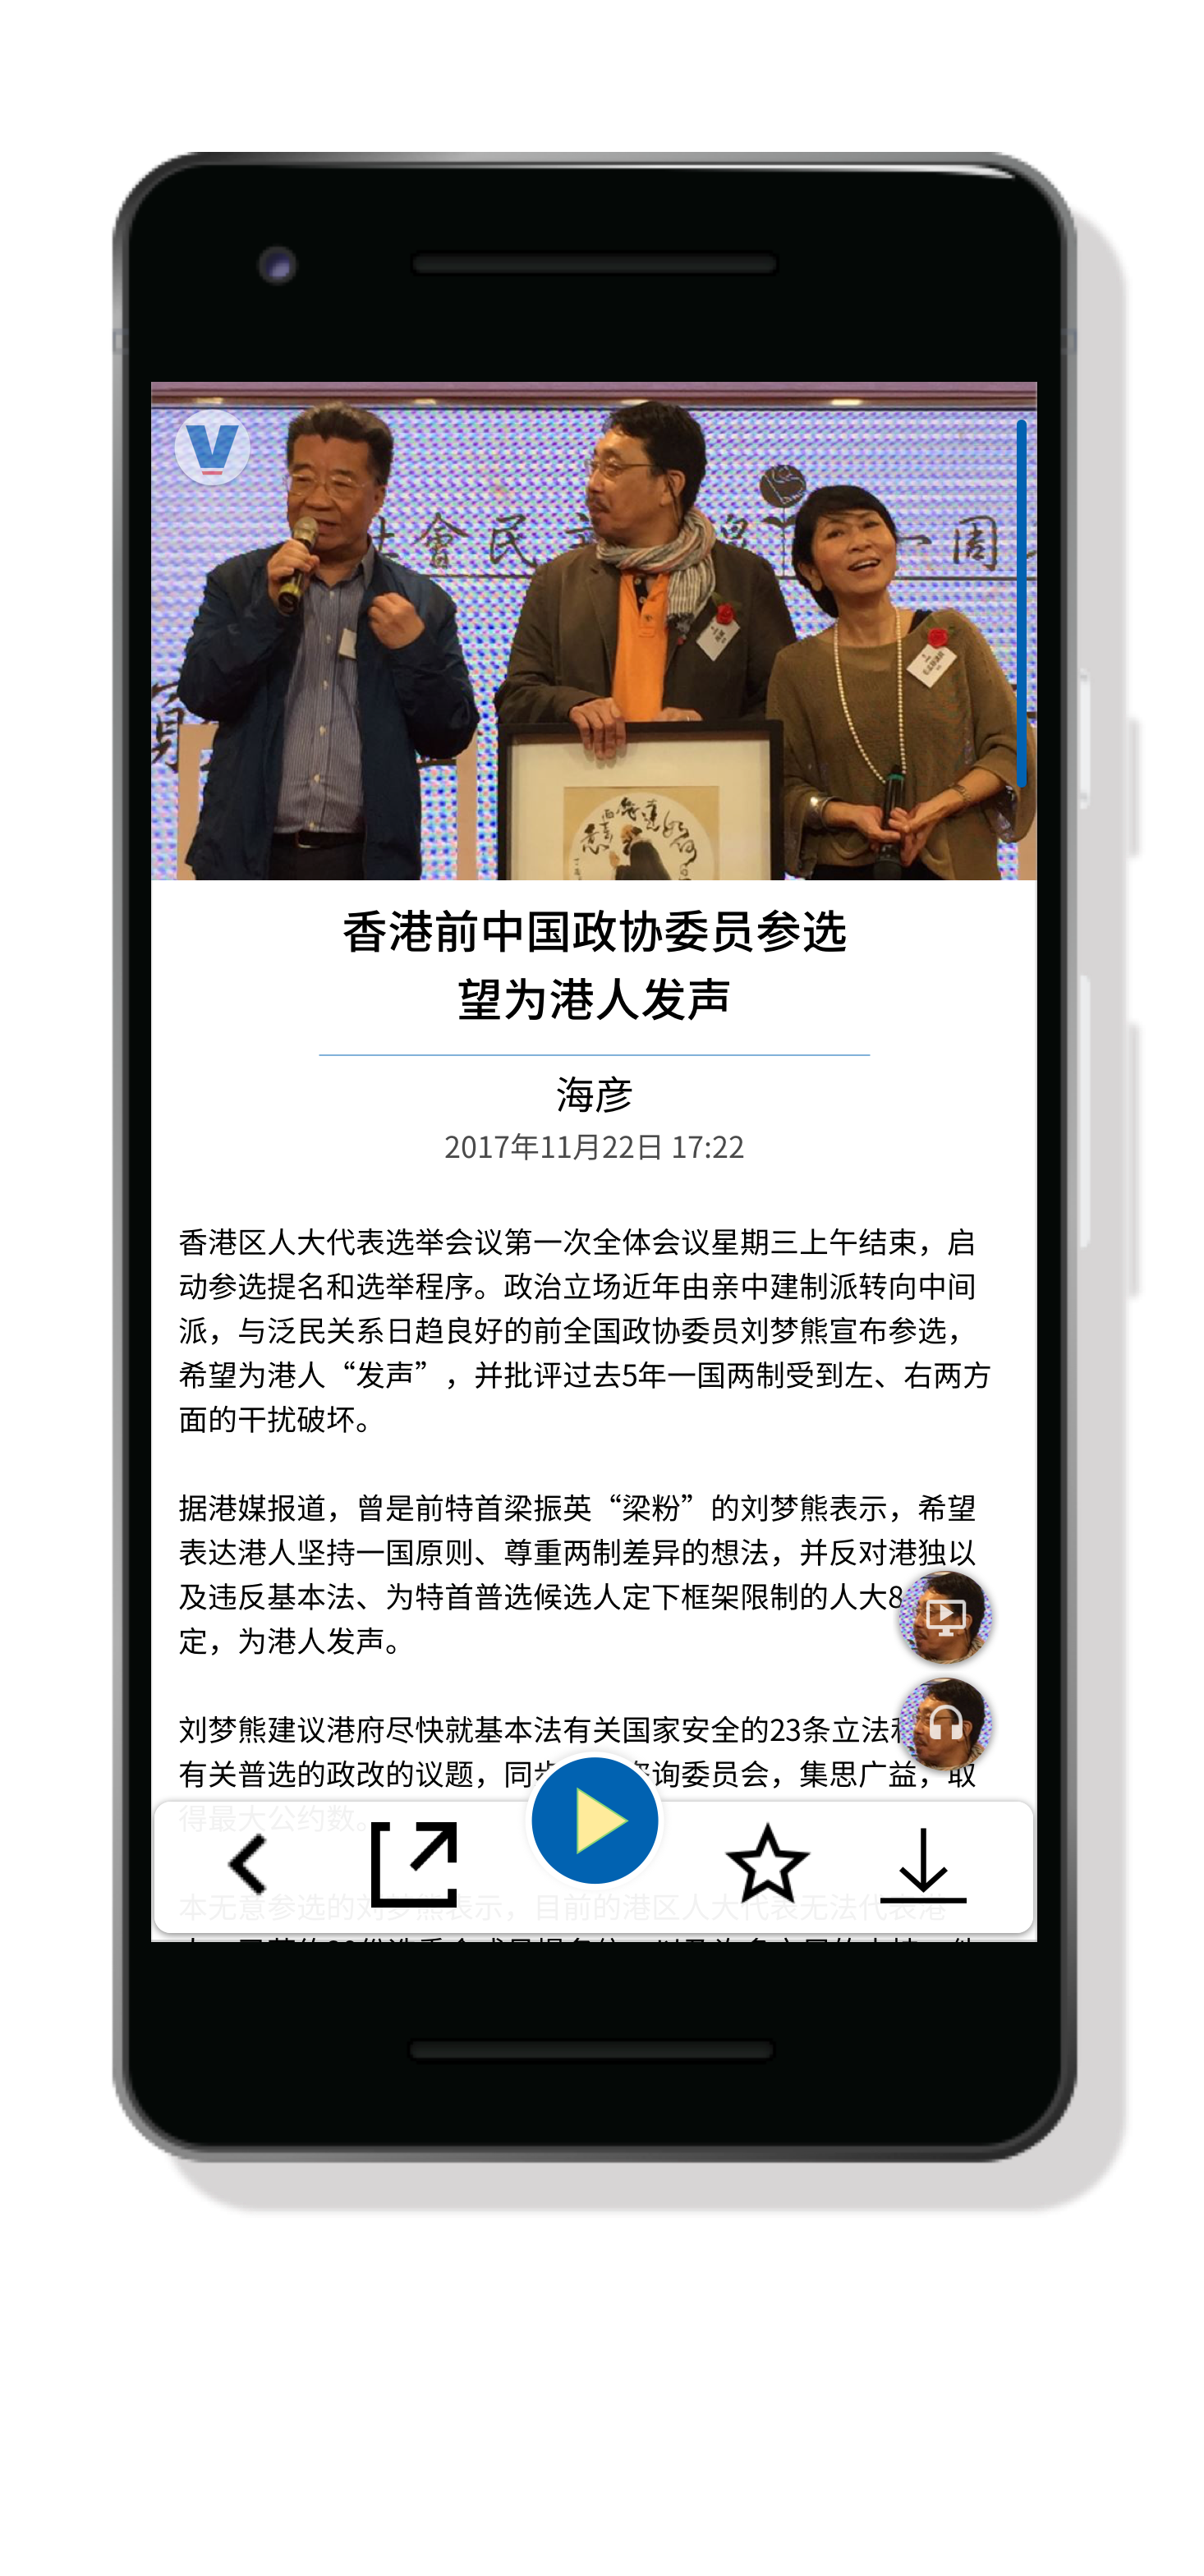 會民
一周
香港前中国政协委员参选
望为港人发声
海彦
2017年11月22日 17:22
香港区人大代表选举会议第一次全体会议星期三上午结束，启
动参选提名和选举程序。政治立场近年由亲中建制派转向中间
派，与泛民关系日趋良好的前全国政协委员刘梦熊宣布参选，
希望为港人“发声”，并批评过去5年一国两制受到左、右两方
面的干扰破坏。
据港媒报道，曾是前特首梁振英“梁粉”的刘梦熊表示，希望
表达港人坚持一国原则、尊重两制差异的想法，并反对港独以
及违反基本法、为特首普选候选人定下框架限制的人大8
定，为港人发声。
刘梦熊建议港府尽快就基本法有关国家安全的23条立法
有关普选的政改的议题，同步 询委员会，集思广益，取
得最大公约数。
本无意参选的刘梦熊表示，目前的港区人大代表无法代表港